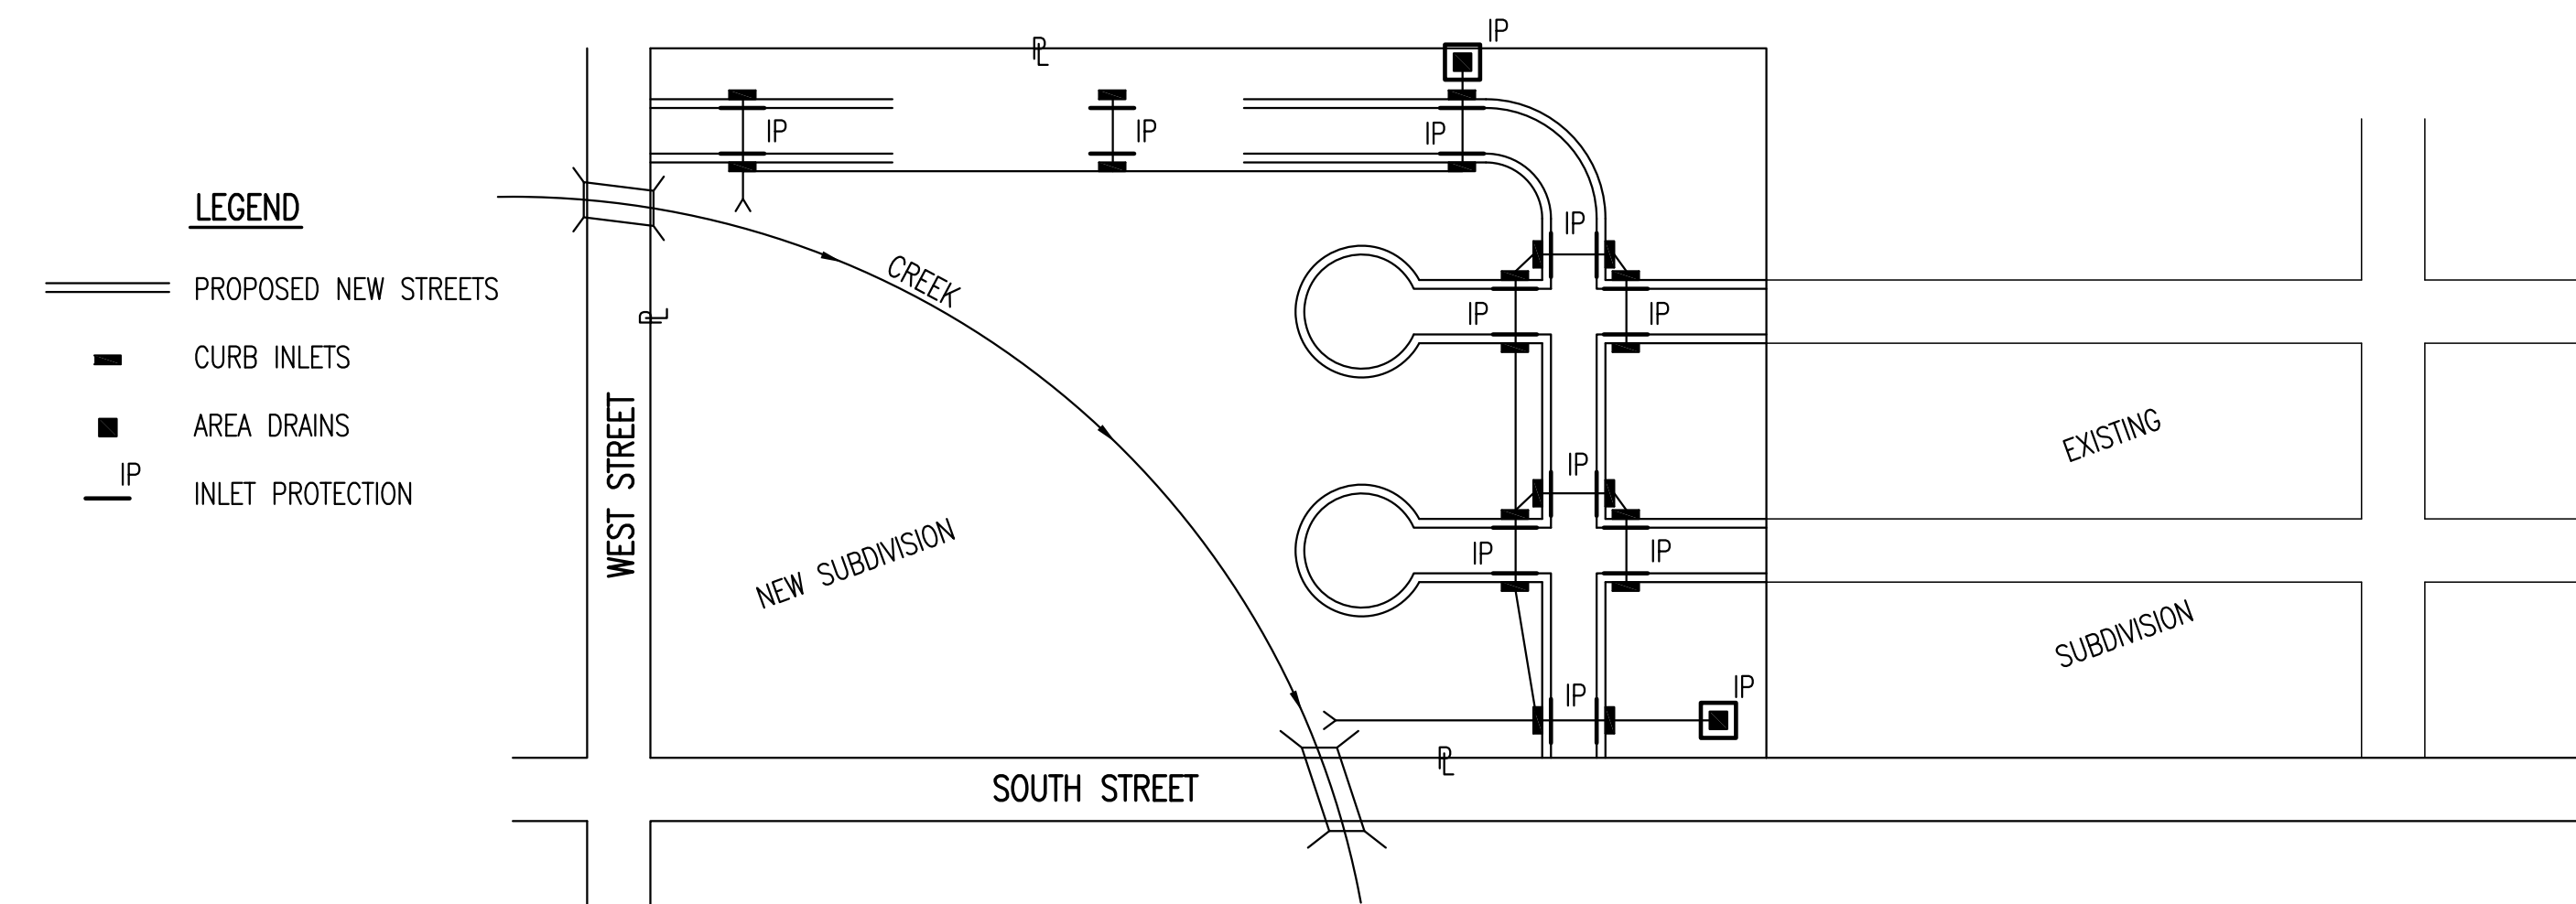 IP
PL
IP
IP
IP
LEGEND
IP
CREEK
PROPOSED NEW STREETS
PL
IP
IP
CURB INLETS
WEST STREET
AREA DRAINS
EXISTING
IP
IP
INLET PROTECTION
NEW SUBDIVISION
IP
IP
SUBDIVISION
IP
IP
PL
SOUTH STREET